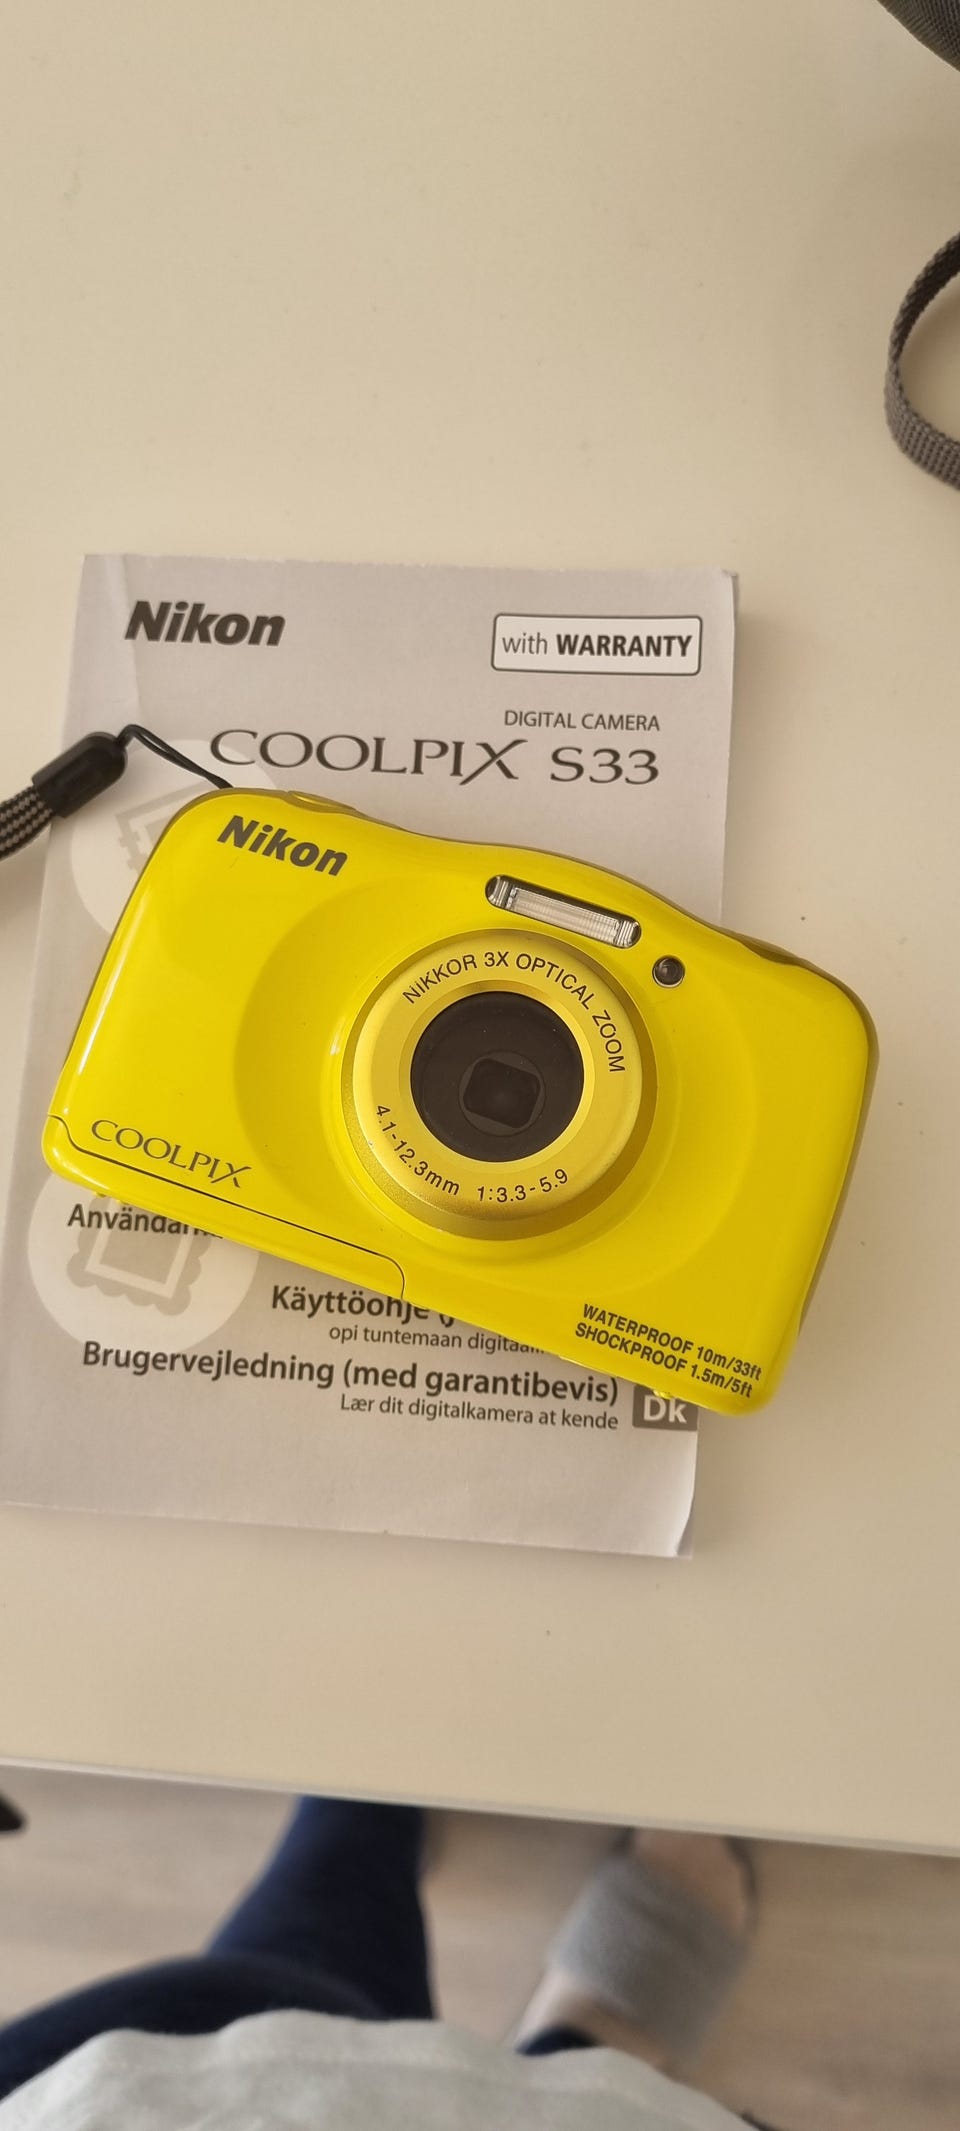 Nikon
with WARRANTY
DIGITAL CAMERA
COOLPIX S33
Nikon
NIKKOR 3X OPTICAL ZOOM
4.1-12.3mm 1:3.3-5.9
COOLPIX
WATERPROOF 10m/33ft
SHOCKPROOF 1.5m/5ft
Käyttöohje
opi tuntemaan
Brugervejledning (med garantibevis)
Lær dit digitalkamera at kende
Dk